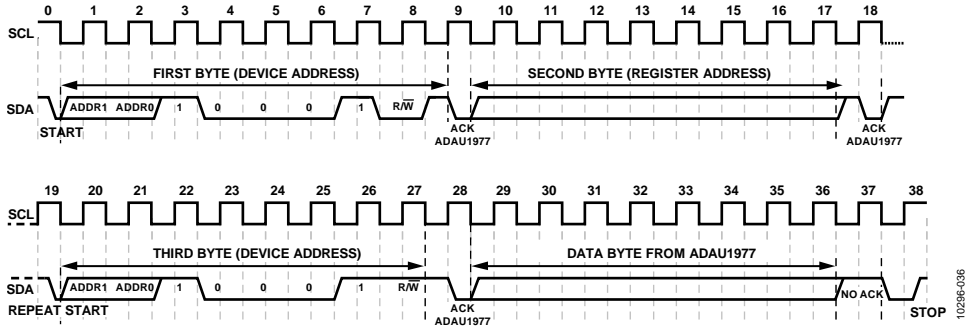 0 1 2 3 4 5 6 7 8 9 10 11 12 13 14 15 16 17 18
SCL
FIRST BYTE (DEVICE ADDRESS) SECOND BYTE (REGISTER ADDRESS)
SDA ADDR1 ADDR0 1 0 0 0 1 R/W̅
START
ACK ADAU1977
ACK ADAU1977
19 20 21 22 23 24 25 26 27 28 29 30 31 32 33 34 35 36 37 38
SCL
THIRD BYTE (DEVICE ADDRESS) DATA BYTE FROM ADAU1977
SDA ADDR1 ADDR0 1 0 0 0 1 R/W̅ NO ACK
REPEAT START
ACK ADAU1977
STOP
10296-036